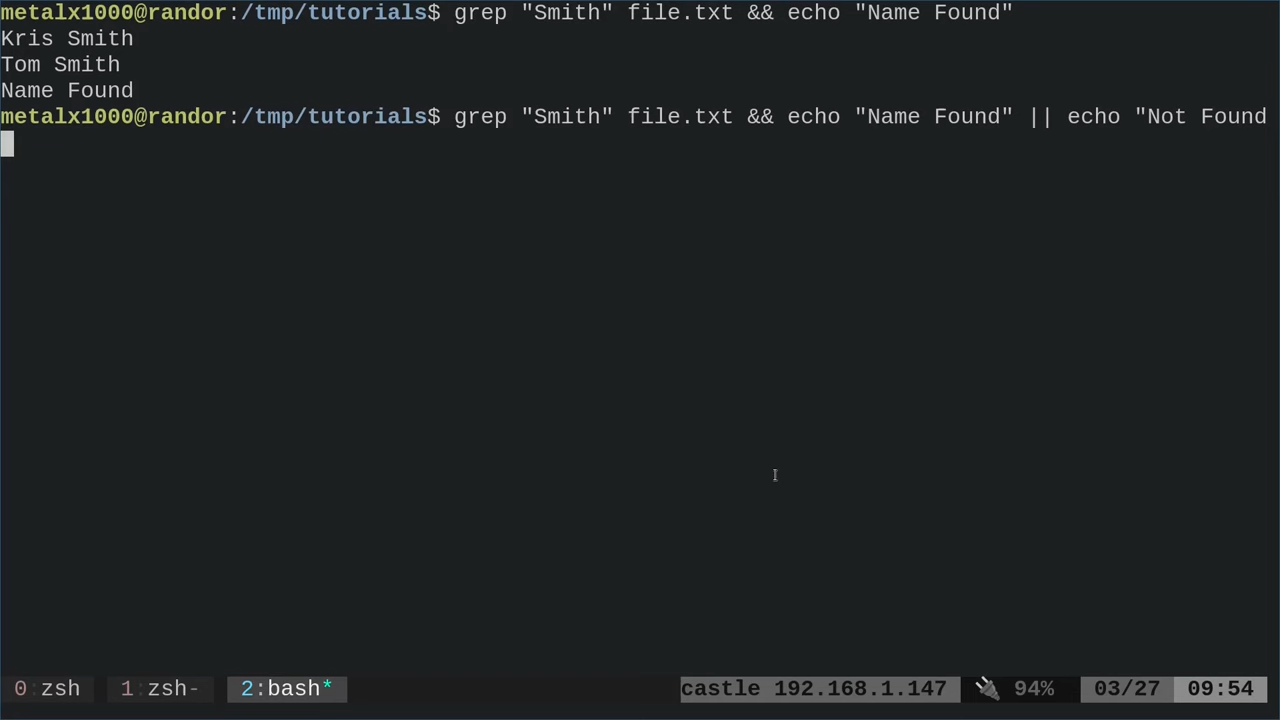 metalx1000@randor:/tmp/tutorials$ grep "Smith" file.txt && echo "Name Found"
Kris Smith
Tom Smith
Name Found
metalx1000@randor:/tmp/tutorials$ grep "Smith" file.txt && echo "Name Found" || echo "Not Found
0:zsh 1:zsh- 2:bash* castle 192.168.1.147 94% 03/27 09:54